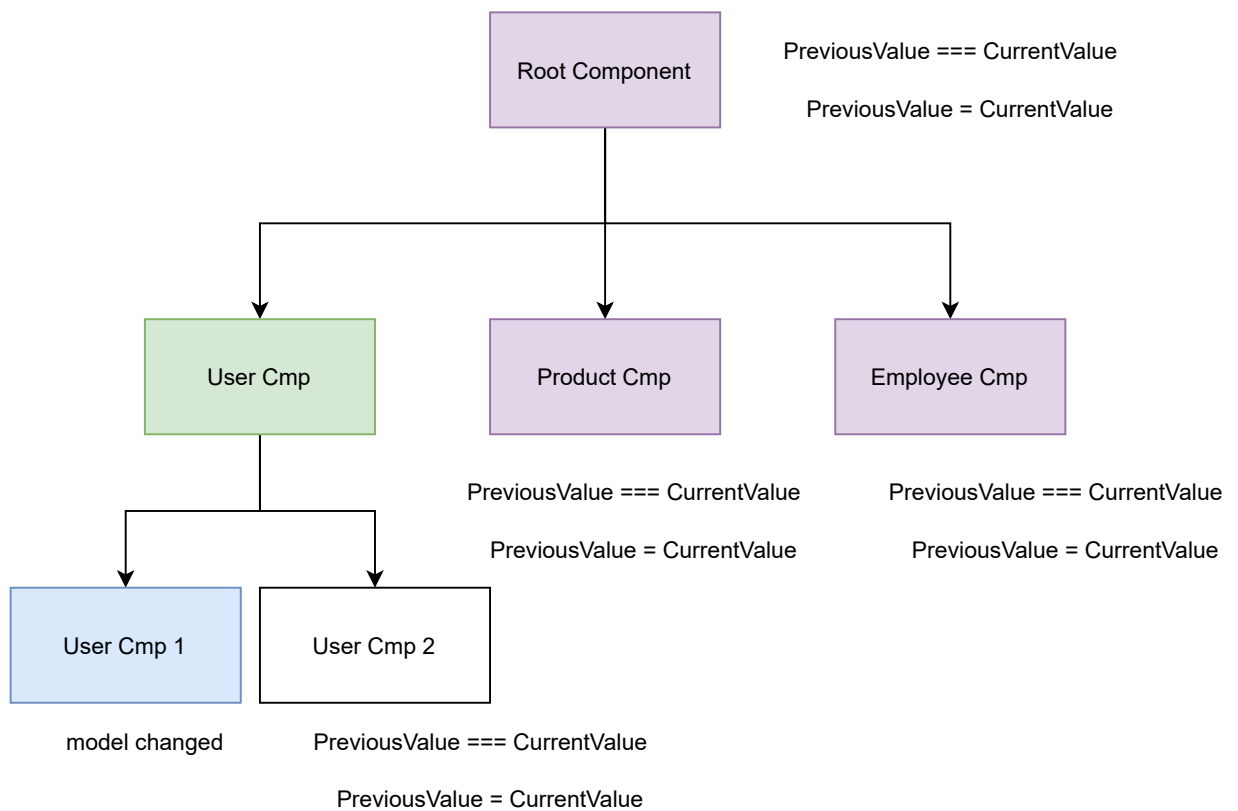 Root Component
PreviousValue === CurrentValue
PreviousValue = CurrentValue
User Cmp
Product Cmp
Employee Cmp
PreviousValue === CurrentValue
PreviousValue = CurrentValue
PreviousValue === CurrentValue
PreviousValue = CurrentValue
User Cmp 1
User Cmp 2
model changed
PreviousValue === CurrentValue
PreviousValue = CurrentValue